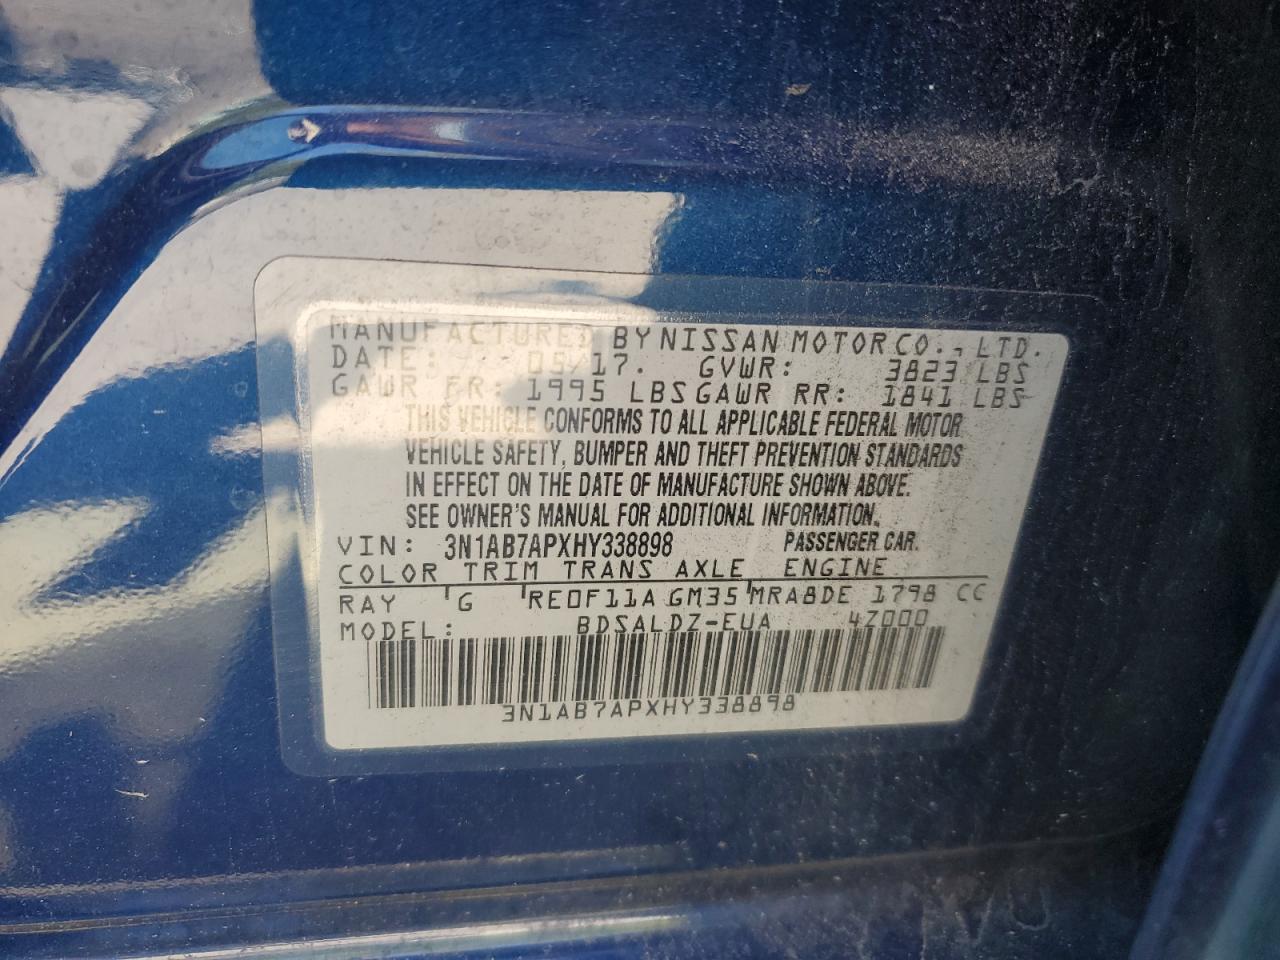 MANUFACTURED BY NISSAN MOTOR CO., LTD.
DATE: 05/17. GVWR: 3823 LBS
GAWR FR: 1995 LBS GAWR RR: 1841 LBS
THIS VEHICLE CONFORMS TO ALL APPLICABLE FEDERAL MOTOR
VEHICLE SAFETY, BUMPER AND THEFT PREVENTION STANDARDS
IN EFFECT ON THE DATE OF MANUFACTURE SHOWN ABOVE.
SEE OWNER'S MANUAL FOR ADDITIONAL INFORMATION.
VIN: 3N1AB7APXHY338898 PASSENGER CAR.
COLOR TRIM TRANS AXLE ENGINE
RAY 'G 'RE0F11A GM35'MRA8DE 1798 CC
MODEL: BDSALDZ-EUA 4Z000
3N1AB7APXHY338898